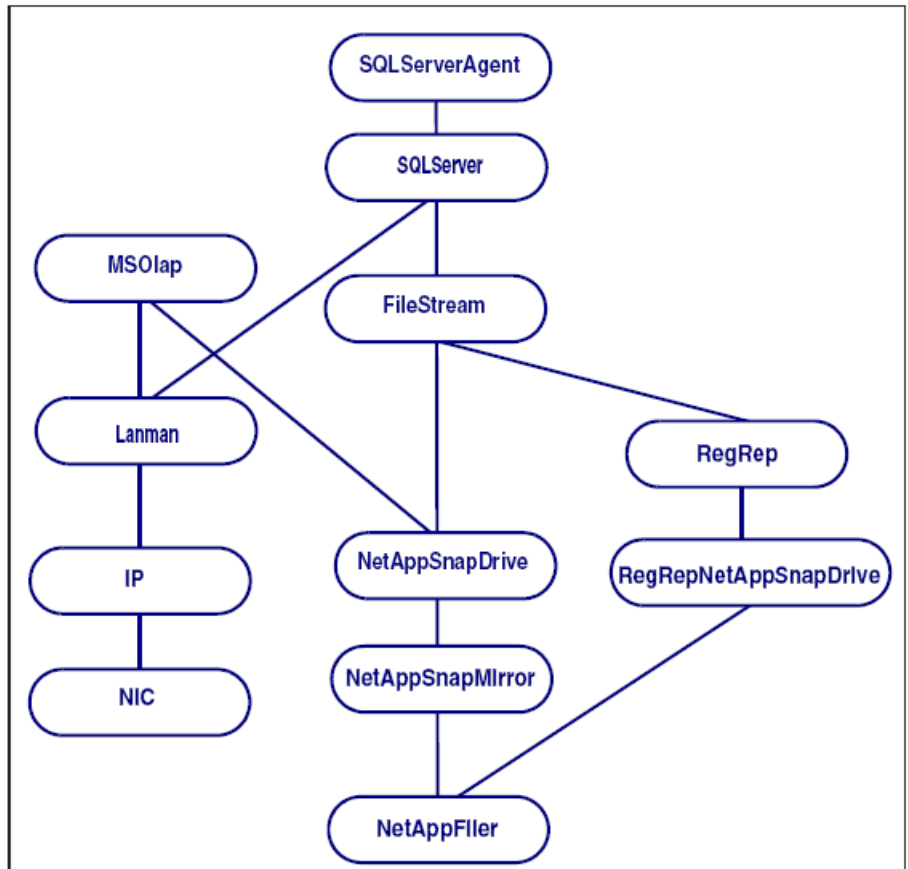 SQLServerAgent
SQLServer
MSOlap
FileStream
Lanman
RegRep
NetAppSnapDrive
RegRepNetAppSnapDrive
IP
NetAppSnapMirror
NIC
NetAppFiler